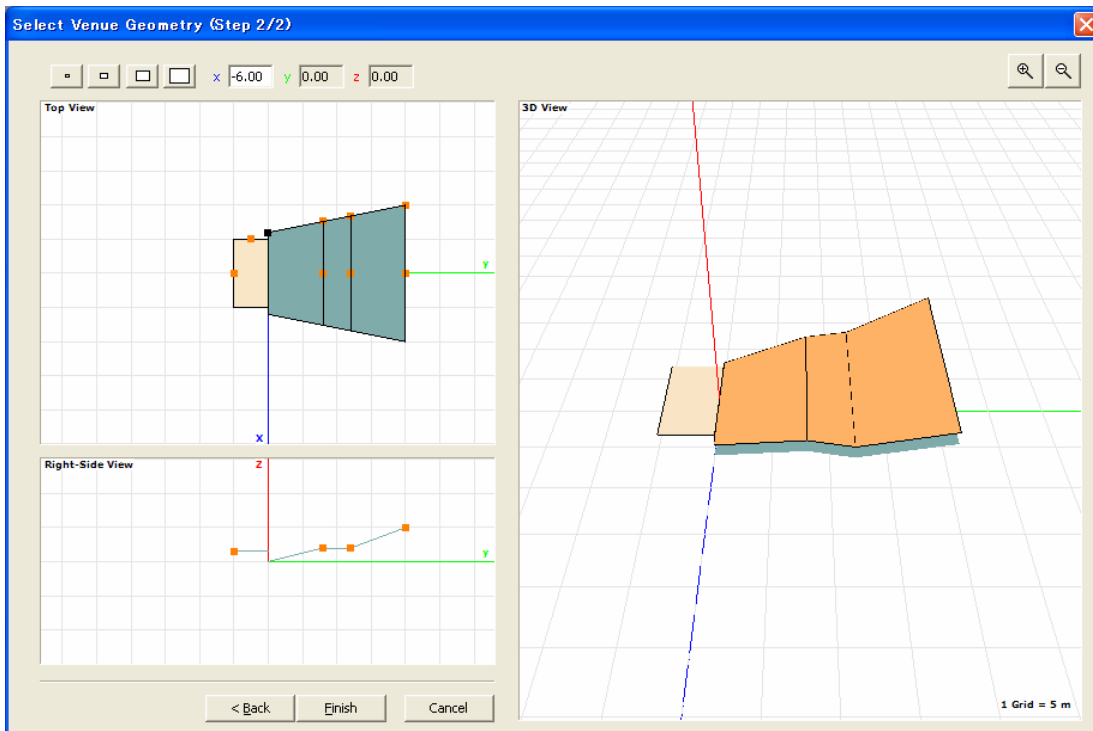 Select Venue Geometry (Step 2/2)
x -6.00 y 0.00 z 0.00
Top View
y
X
Right-Side View
Z
y
3D View
1 Grid = 5 m
< Back Finish Cancel